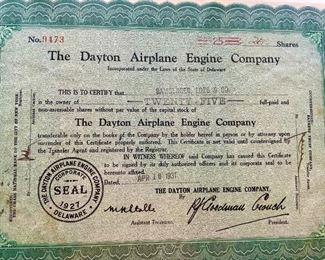 No. 9473
25 Shares
The Dayton Airplane Engine Company
Incorporated under the Laws of the State of Delaware
THIS IS TO CERTIFY that & CO.
is the owner of TWENTY FIVE full-paid and
non-assessable shares without par value of the capital stock of
The Dayton Airplane Engine Company
transferable only on the books of the Company by the holder hereof in person or by attorney upon
surrender of this certificate properly endorsed. This Certificate is not valid until countersigned by
the Transfer Agent and registered by the Registrar.
IN WITNESS WHEREOF said Company has caused this Certificate
to be signed by its duly authorized officers and its corporate seal to be
hereunto affixed.
Dated, APR 18 1931
THE DAYTON AIRPLANE ENGINE COMPANY
CORPORATE
SEAL
1927
DELAWARE
THE DAYTON AIRPLANE ENGINE COMPANY,
Assistant Treasurer.
President.